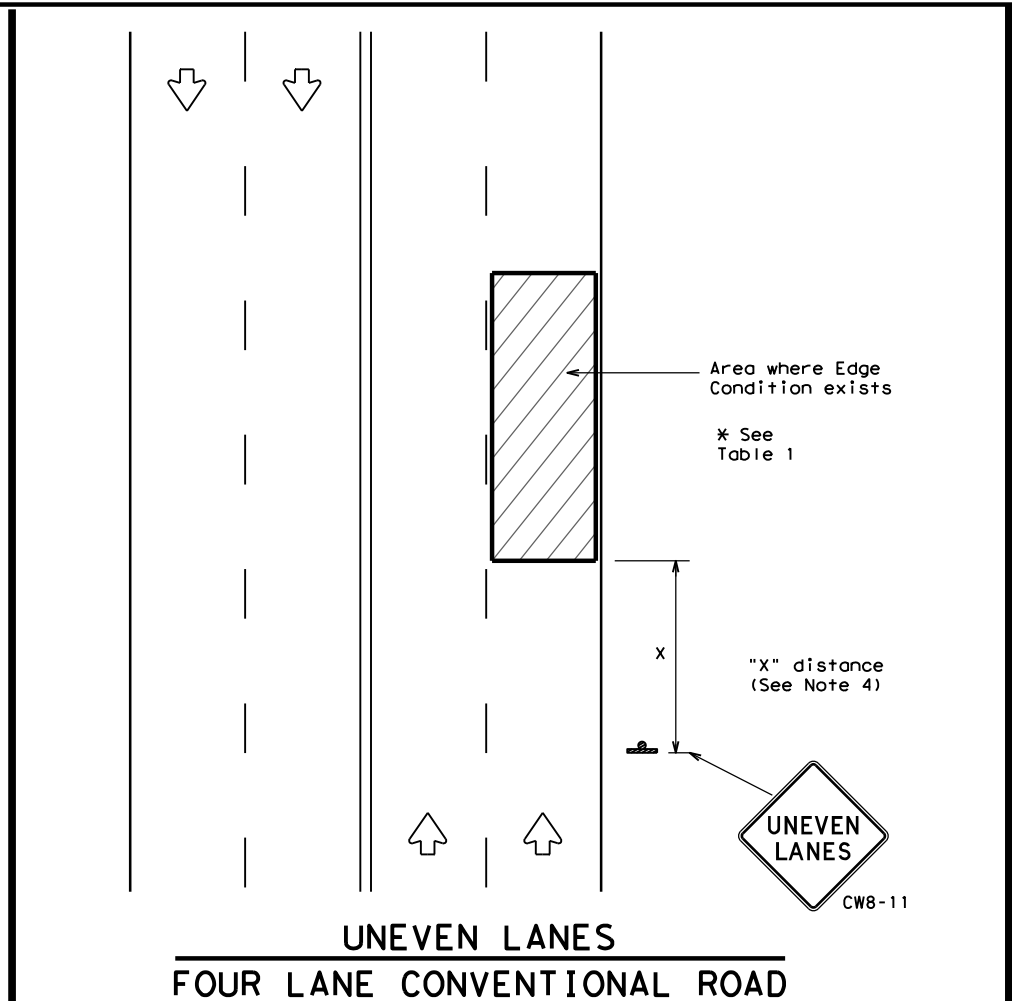 Area where Edge
Condition exists
* See
Table 1
X
"X" distance
(See Note 4)
UNEVEN
LANES
CW8-11
UNEVEN LANES
FOUR LANE CONVENTIONAL ROAD